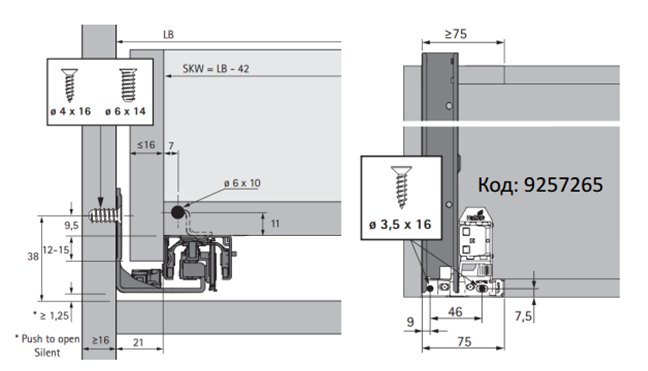 LB
SKW = LB - 42
ø 4 x 16
ø 6 x 14
≤16
7
ø 6 x 10
11
9,5
12–15
38
* ≥ 1,25
* Push to open
Silent
≥16
21
≥75
Код: 9257265
ø 3,5 x 16
9
46
7,5
75